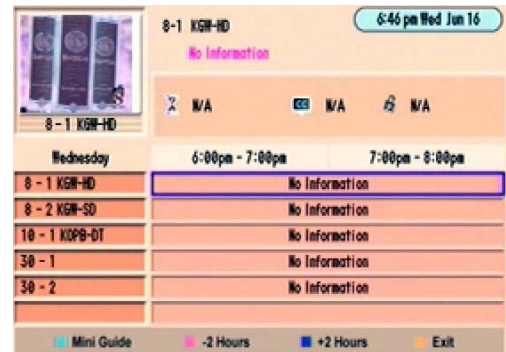 8-1 KGW-HD
6:46 pm Wed Jun 16
No Information
N/A CC N/A N/A
8 - 1 KGW-HD
Wednesday 6:00pm - 7:00pm 7:00pm - 8:00pm
8 - 1 KGW-HD No Information
8 - 2 KGW-SD No Information
10 - 1 KOPB-DT No Information
30 - 1 No Information
30 - 2 No Information
Mini Guide -2 Hours +2 Hours Exit